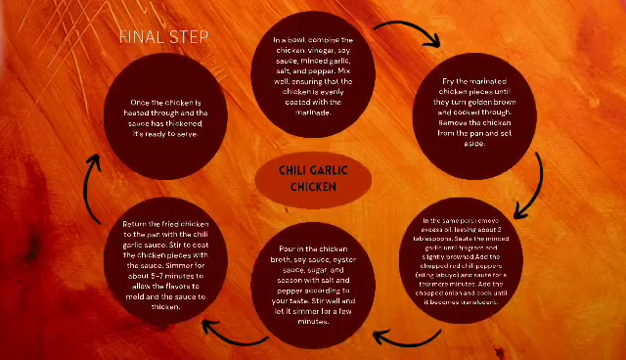 FINAL STEP
In a bowl, combine the
chicken, vinegar, soy
sauce, minced garlic,
salt, and pepper. Mix
well, ensuring that the
chicken is evenly
coated with the
marinade.
Fry the marinated
chicken pieces until
they turn golden brown
and cooked through.
Remove the chicken
from the pan and set
aside.
In the same pan, remove
excess oil, leaving about 2
tablespoons. Saute the minced
garlic until fragrant and
slightly browned Add the
chopped red chili peppers
(siling labuyo) and saute for a
few more minutes. Add the
chopped onion and cook until
it becomes translucent.
Pour in the chicken
broth, soy sauce, oyster
sauce, sugar, and
season with salt and
pepper according to
your taste. Stir well and
let it simmer for a few
minutes.
Return the fried chicken
to the pan with the chili
garlic sauce. Stir to coat
the chicken pieces with
the sauce. Simmer for
about 5-7 minutes to
allow the flavors to
meld and the sauce to
thicken.
Once the chicken is
heated through and the
sauce has thickened,
it's ready to serve.
CHILI GARLIC
CHICKEN